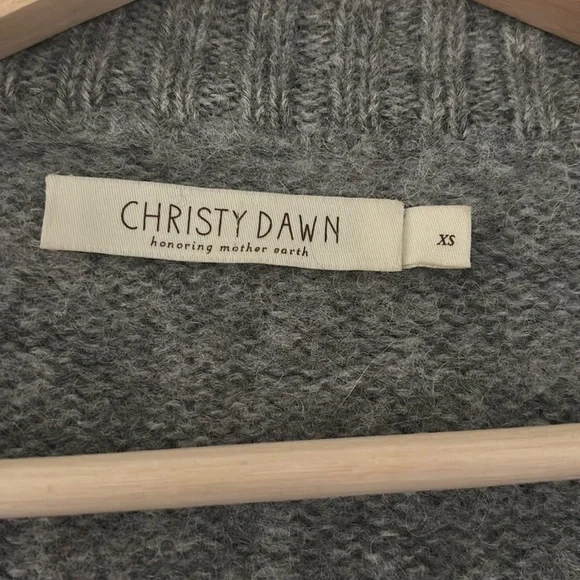 CHRISTY DAWN
honoring mother earth
XS